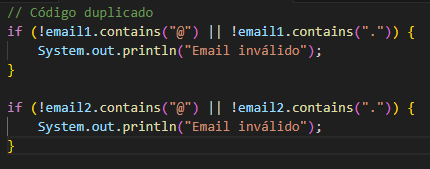 // Código duplicado
if (!email1.contains("@") || !email1.contains(".")) {
    System.out.println("Email inválido");
}

if (!email2.contains("@") || !email2.contains(".")) {
    System.out.println("Email inválido");
}